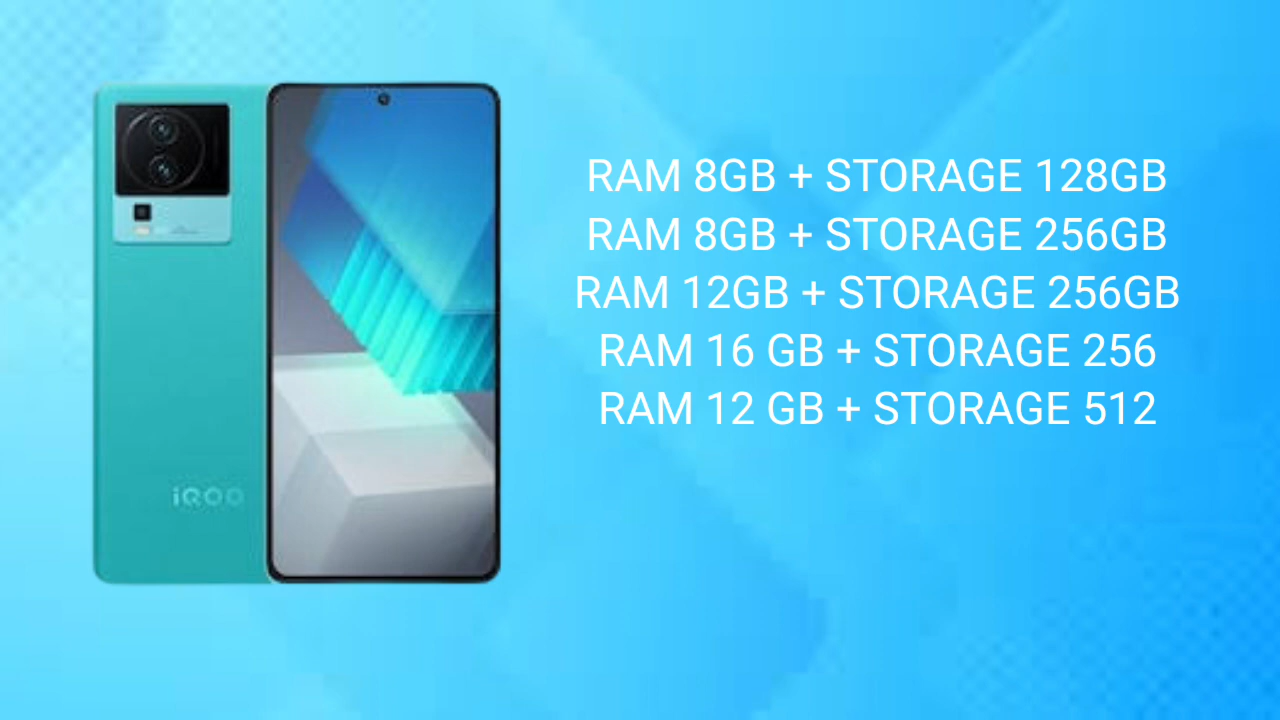 iQOO
RAM 8GB + STORAGE 128GB
RAM 8GB + STORAGE 256GB
RAM 12GB + STORAGE 256GB
RAM 16 GB + STORAGE 256
RAM 12 GB + STORAGE 512